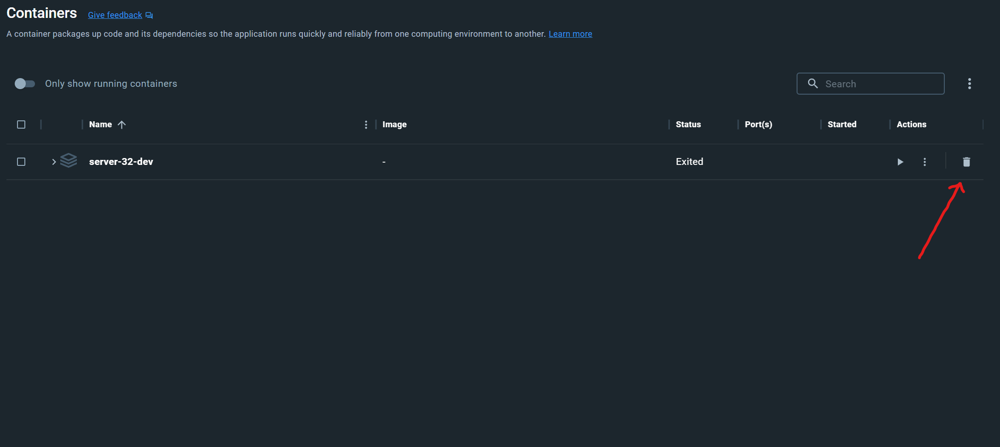 Containers Give feedback
A container packages up code and its dependencies so the application runs quickly and reliably from one computing environment to another. Learn more
Only show running containers Search
Name Image Status Port(s) Started Actions
server-32-dev - Exited